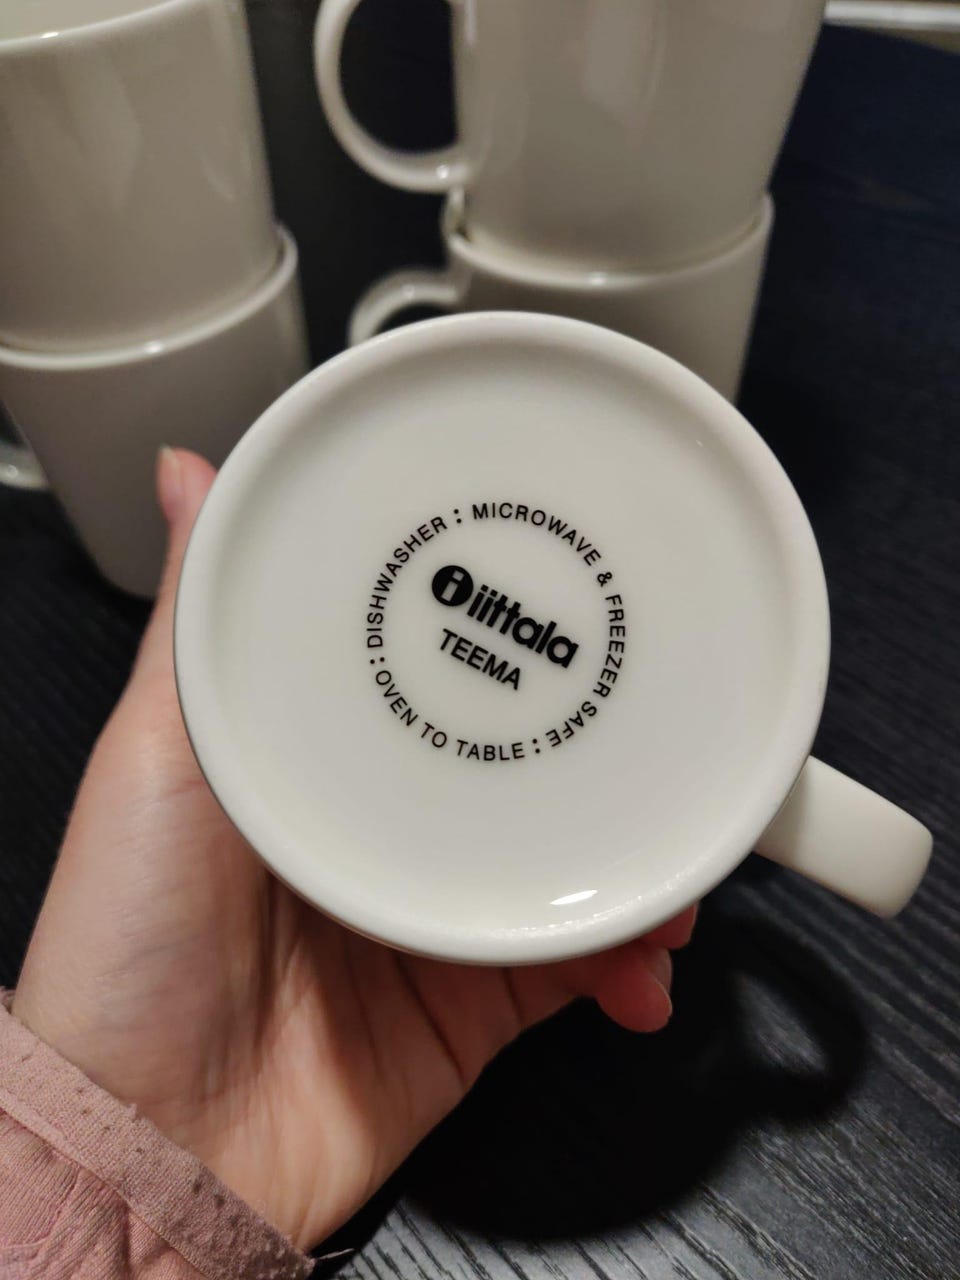 i iittala
TEEMA
DISHWASHER : MICROWAVE & FREEZER SAFE : OVEN TO TABLE :